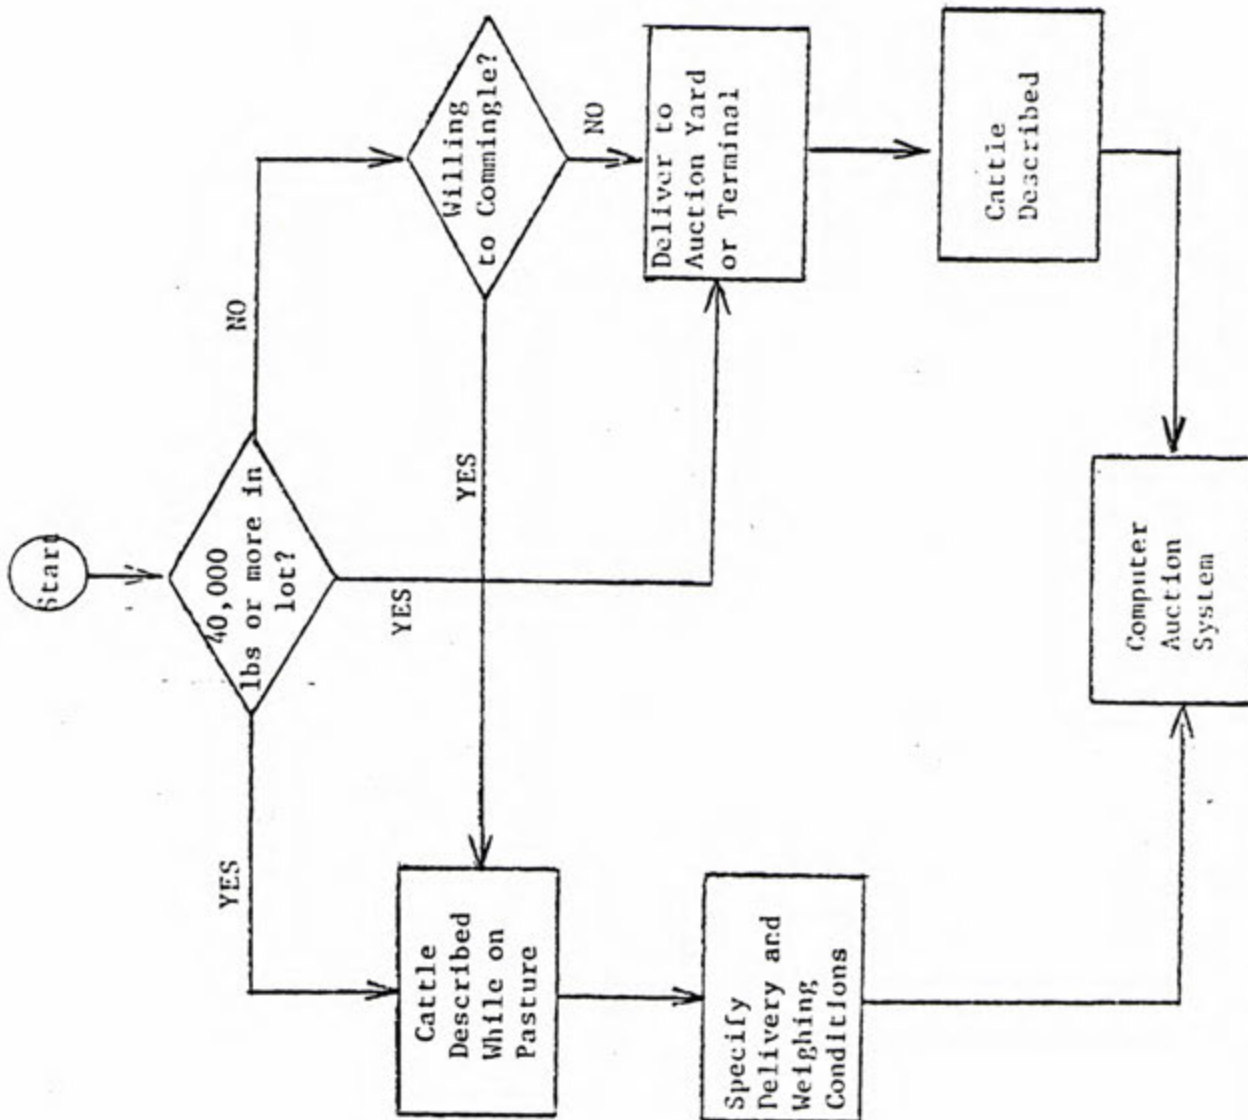 Start
40,000
lbs or more in
lot?
YES
NO
YES
Willing
to Commingle?
YES
NO
Cattle
Described
While on
Pasture
Deliver to
Auction Yard
or Terminal
Specify
Delivery and
Weighing
Conditions
Cattle
Described
Computer
Auction
System